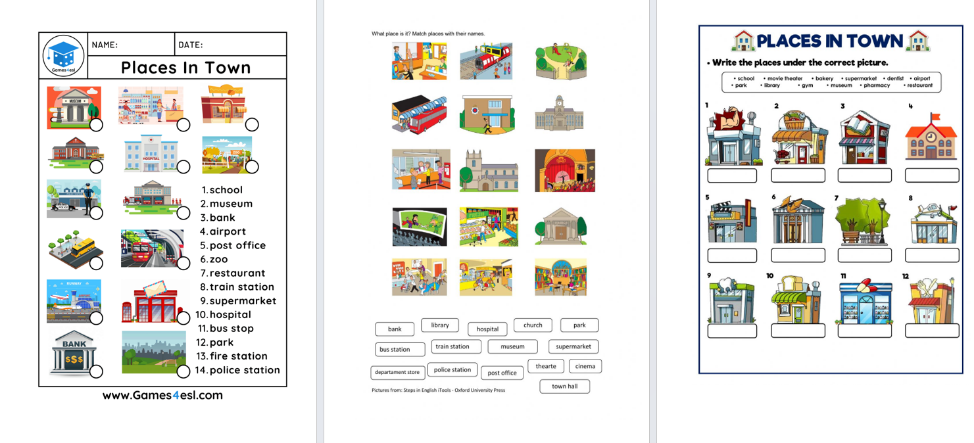 NAME:
DATE:
Games4esl
Places In Town
MUSEUM
HOSPITAL
BANK
$$$
1. school
2. museum
3. bank
4. airport
5. post office
6. zoo
7. restaurant
8. train station
9. supermarket
10. hospital
11. bus stop
12. park
13. fire station
14. police station
www.Games4esl.com
What place is it? Match places with their names.
bank
library
hospital
church
park
bus station
train station
museum
supermarket
departament store
police station
post office
thearte
cinema
town hall
Pictures from: Steps in English iTools - Oxford University Press
PLACES IN TOWN
• Write the places under the correct picture.
• school • movie theater • bakery • supermarket • dentist • airport
• park • library • gym • museum • pharmacy • restaurant
1
2
3
4
5
6
7
8
9
10
11
12